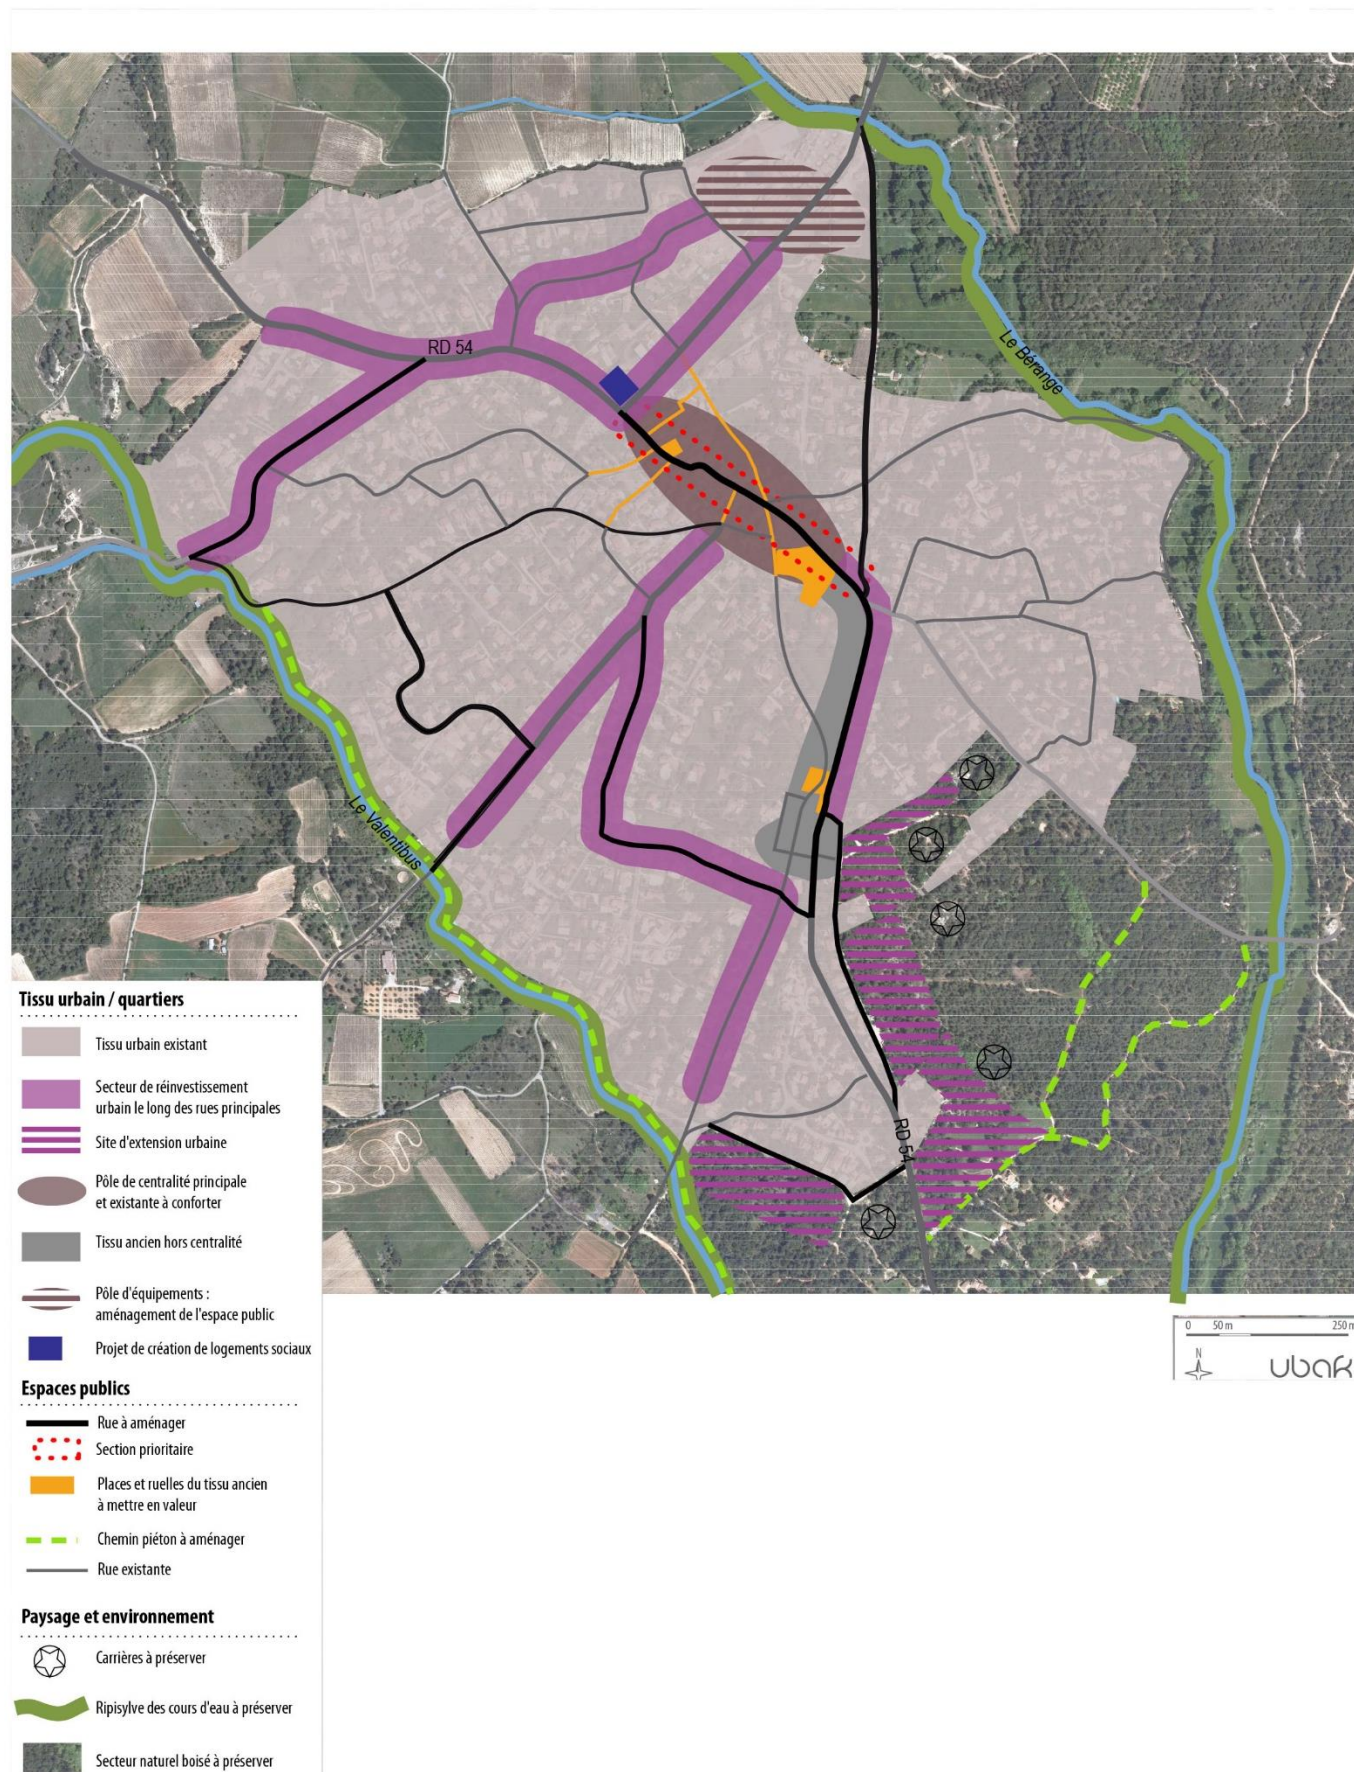 RD 54
Le Bérange
Le Valentibus
RD 54
Tissu urbain / quartiers
Tissu urbain existant
Secteur de réinvestissement
urbain le long des rues principales
Site d'extension urbaine
Pôle de centralité principale
et existante à conforter
Tissu ancien hors centralité
Pôle d'équipements :
aménagement de l'espace public
Projet de création de logements sociaux
Espaces publics
Rue à aménager
Section prioritaire
Places et ruelles du tissu ancien
à mettre en valeur
Chemin piéton à aménager
Rue existante
Paysage et environnement
Carrières à préserver
Ripisylve des cours d'eau à préserver
Secteur naturel boisé à préserver
0 50 m 250 m
N
ubak